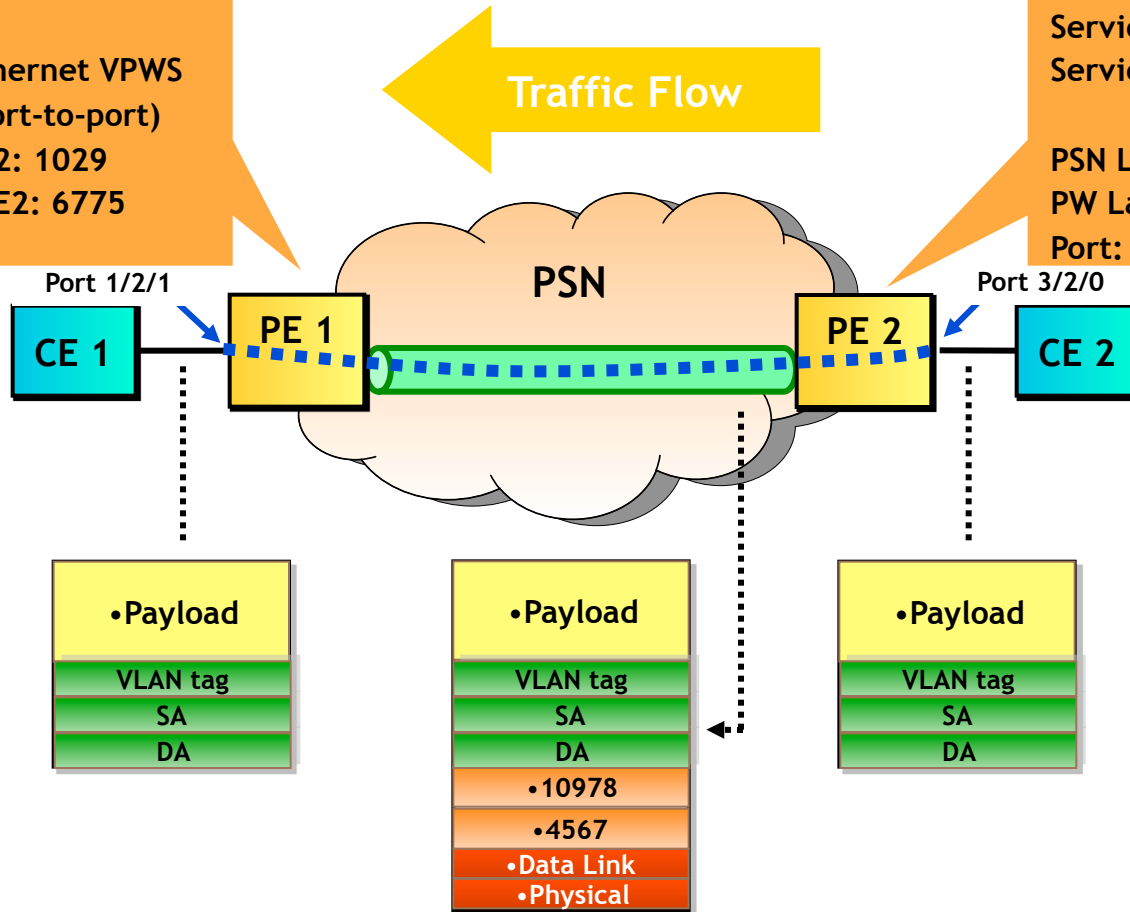 hernet VPWS
ort-to-port)
2: 1029
E2: 6775
Traffic Flow
Servic
Servic
PSN L
PW La
Port:
PSN
Port 1/2/1
Port 3/2/0
CE 1
PE 1
PE 2
CE 2
•Payload
VLAN tag
SA
DA
•Payload
VLAN tag
SA
DA
•10978
•4567
•Data Link
•Physical
•Payload
VLAN tag
SA
DA